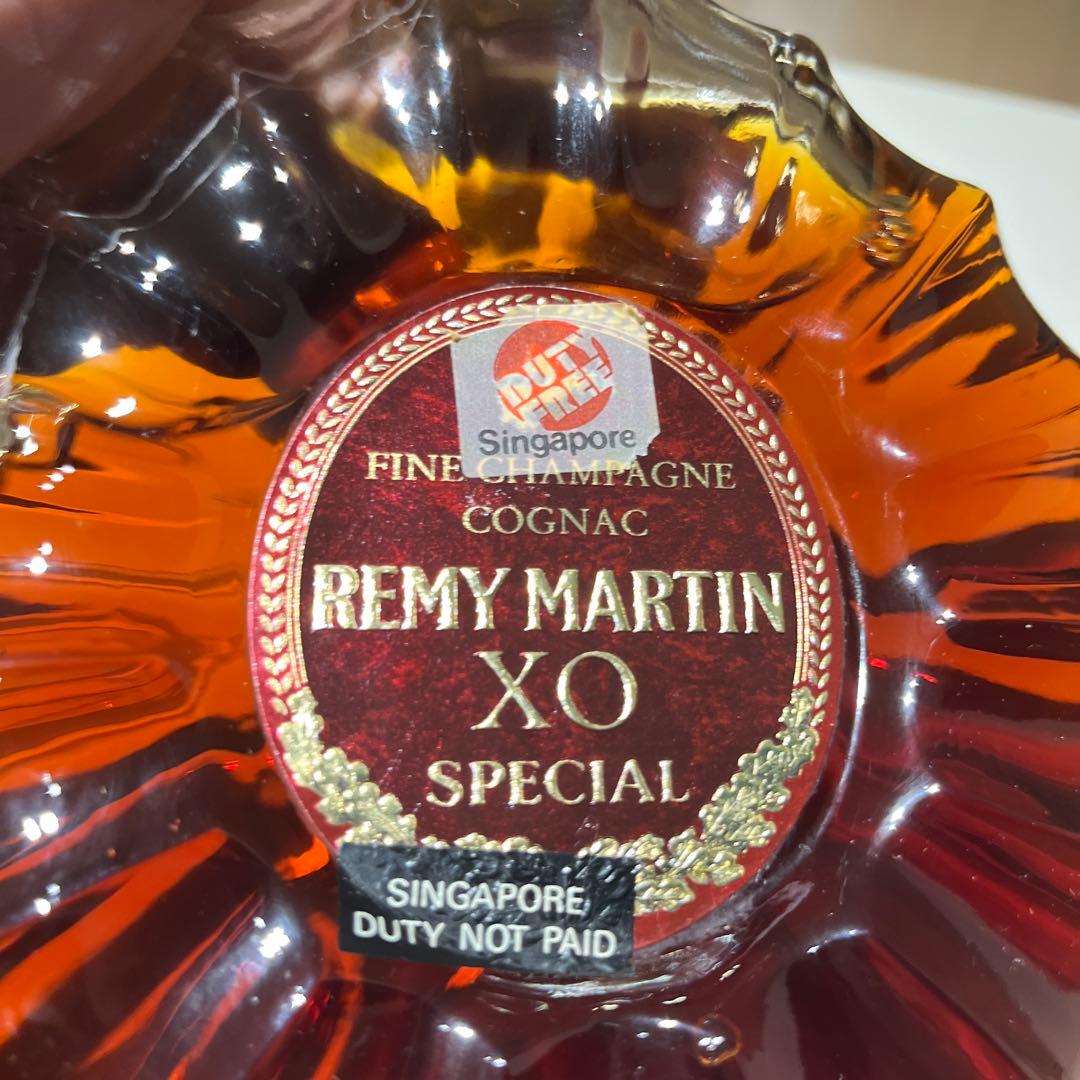 DUTY
FREE
Singapore
FINE CHAMPAGNE
COGNAC
REMY MARTIN
XO
SPECIAL
SINGAPORE
DUTY NOT PAID